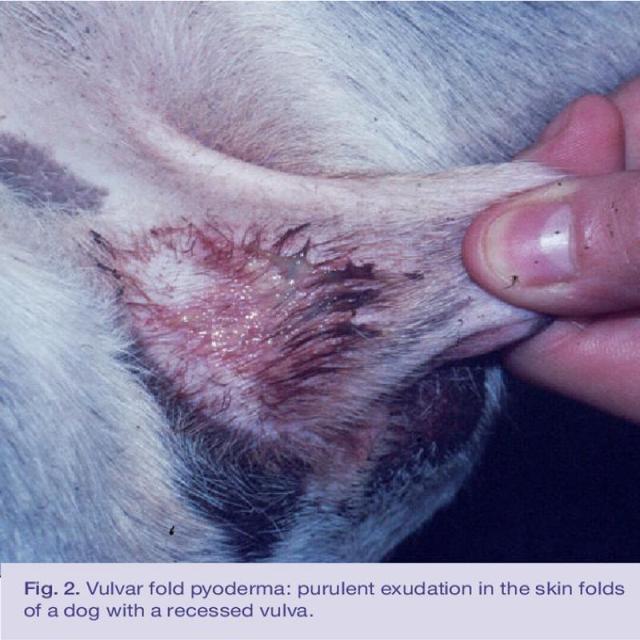 Fig. 2. Vulvar fold pyoderma: purulent exudation in the skin folds
of a dog with a recessed vulva.